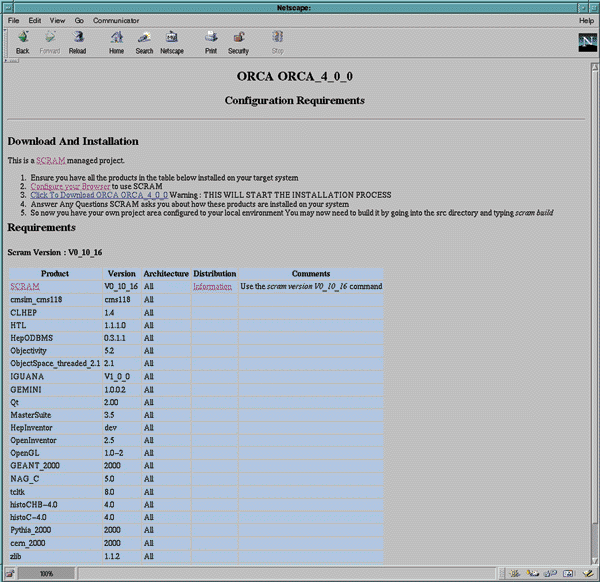 Netscape:
File Edit View Go Communicator Help
Back Forward Reload Home Search Netscape Print Security Stop
N
ORCA ORCA_4_0_0
Configuration Requirements
Download And Installation
This is a SCRAM managed project.
1. Ensure you have all the products in the table below installed on your target system
2. Configure your Browser to use SCRAM
3. Click To Download ORCA ORCA_4_0_0 Warning : THIS WILL START THE INSTALLATION PROCESS
4. Answer Any Questions SCRAM asks you about how these products are installed on your system
5. So now you have your own project area configured to your local environment You may now need to build it by going into the src directory and typing scram build
Requirements
Scram Version : V0_10_16
Product Version Architecture Distribution Comments
SCRAM V0_10_16 All Information Use the scram version V0_10_16 command
cmsim_cms118 cms118 All
CLHEP 1.4 All
HTL 1.1.1.0 All
HepODBMS 0.3.1.1 All
Objectivity 5.2 All
ObjectSpace_threaded_2.1 2.1 All
IGUANA V1_0_0 All
GEMINI 1.0.0.2 All
Qt 2.00 All
MasterSuite 3.5 All
HepInventor dev All
OpenInventor 2.5 All
OpenGL 1.0-2 All
GEANT_2000 2000 All
NAG_C 5.0 All
tcltk 8.0 All
histoCHB-4.0 4.0 All
histoC-4.0 4.0 All
Pythia_2000 2000 All
cern_2000 2000 All
zlib 1.1.2 All
100%